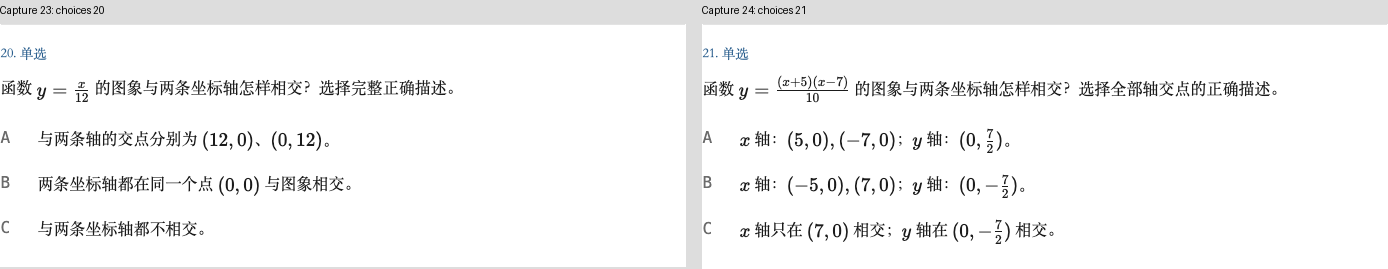 Capture 23: choices 20
20. 单选
函数 y = x/12 的图象与两条坐标轴怎样相交？选择完整正确描述。
A 与两条轴的交点分别为 (12, 0)、(0, 12)。
B 两条坐标轴都在同一个点 (0, 0) 与图象相交。
C 与两条坐标轴都不相交。
Capture 24: choices 21
21. 单选
函数 y = (x+5)(x−7)/10 的图象与两条坐标轴怎样相交？选择全部轴交点的正确描述。
A x 轴：(5, 0), (−7, 0)；y 轴：(0, 7/2)。
B x 轴：(−5, 0), (7, 0)；y 轴：(0, −7/2)。
C x 轴只在 (7, 0) 相交；y 轴在 (0, −7/2) 相交。